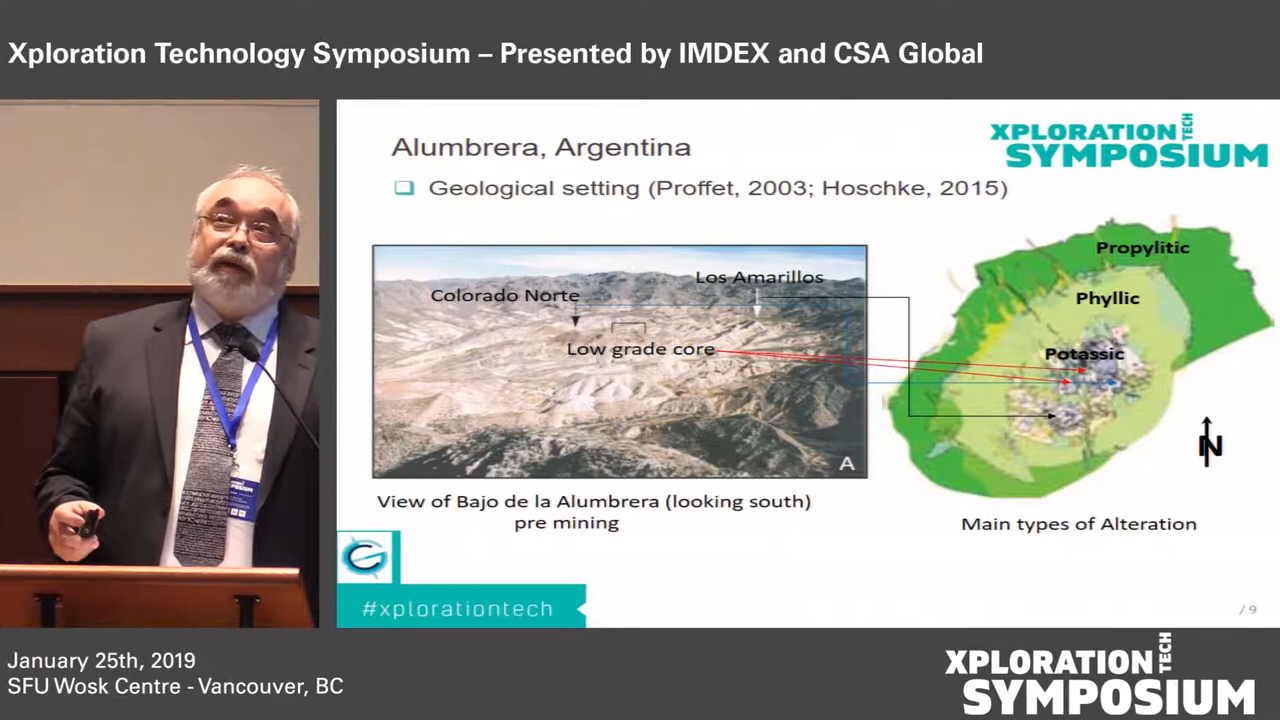 Xploration Technology Symposium – Presented by IMDEX and CSA Global
XPLORATION TECH
SYMPOSIUM
Alumbrera, Argentina
Geological setting (Proffet, 2003; Hoschke, 2015)
Colorado Norte
Los Amarillos
Low grade core
A
View of Bajo de la Alumbrera (looking south)
pre mining
Propylitic
Phyllic
Potassic
N
Main types of Alteration
#xplorationtech
/ 9
January 25th, 2019
SFU Wosk Centre - Vancouver, BC
XPLORATION TECH
SYMPOSIUM